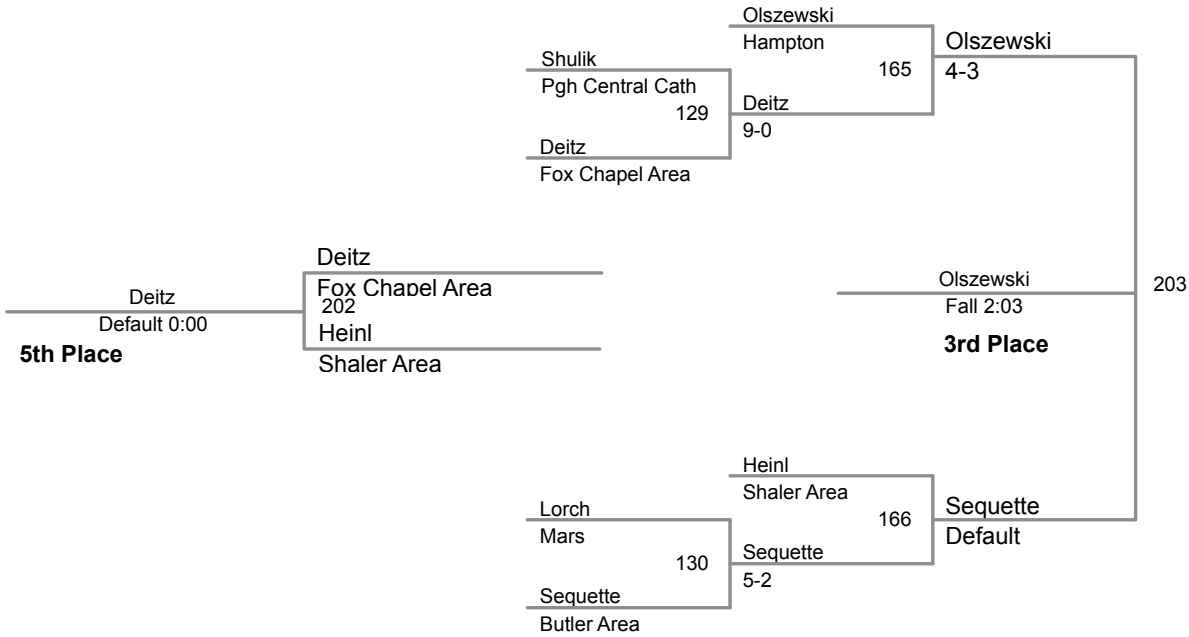 Olszewski
Hampton
Olszewski
165
4-3
Shulik
Pgh Central Cath
129
Deitz
9-0
Deitz
Fox Chapel Area
Deitz
Fox Chapel Area
202
Heinl
Shaler Area
Deitz
Default 0:00
5th Place
Olszewski
203
Fall 2:03
3rd Place
Heinl
Shaler Area
166
Sequette
Default
Lorch
Mars
130
Sequette
5-2
Sequette
Butler Area